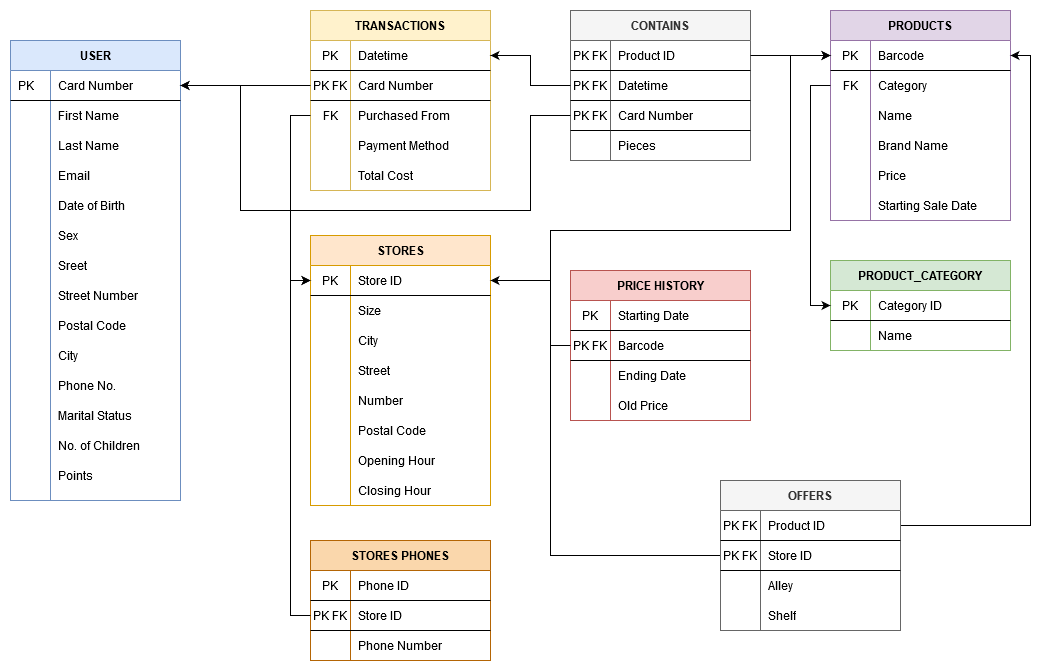 USER
PK Card Number
First Name
Last Name
Email
Date of Birth
Sex
Sreet
Street Number
Postal Code
City
Phone No.
Marital Status
No. of Children
Points
TRANSACTIONS
PK Datetime
PK FK Card Number
FK Purchased From
Payment Method
Total Cost
STORES
PK Store ID
Size
City
Street
Number
Postal Code
Opening Hour
Closing Hour
STORES PHONES
PK Phone ID
PK FK Store ID
Phone Number
CONTAINS
PK FK Product ID
PK FK Datetime
PK FK Card Number
Pieces
PRICE HISTORY
PK Starting Date
PK FK Barcode
Ending Date
Old Price
PRODUCTS
PK Barcode
FK Category
Name
Brand Name
Price
Starting Sale Date
PRODUCT_CATEGORY
PK Category ID
Name
OFFERS
PK FK Product ID
PK FK Store ID
Alley
Shelf